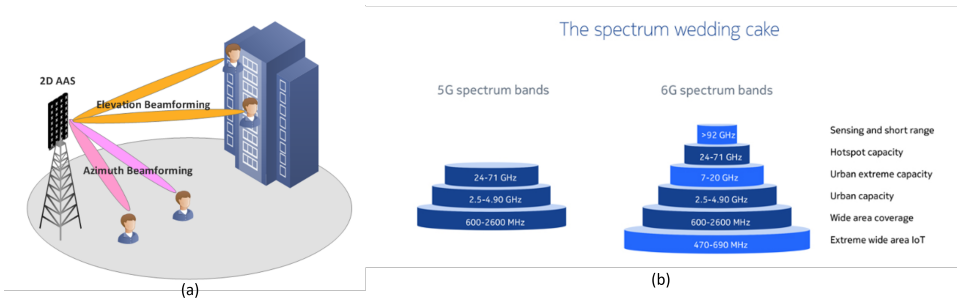 2D AAS
Elevation Beamforming
Azimuth Beamforming
(a)
The spectrum wedding cake
5G spectrum bands
24-71 GHz
2.5-4.90 GHz
600-2600 MHz
6G spectrum bands
>92 GHz
24-71 GHz
7-20 GHz
2.5-4.90 GHz
600-2600 MHz
470-690 MHz
Sensing and short range
Hotspot capacity
Urban extreme capacity
Urban capacity
Wide area coverage
Extreme wide area IoT
(b)